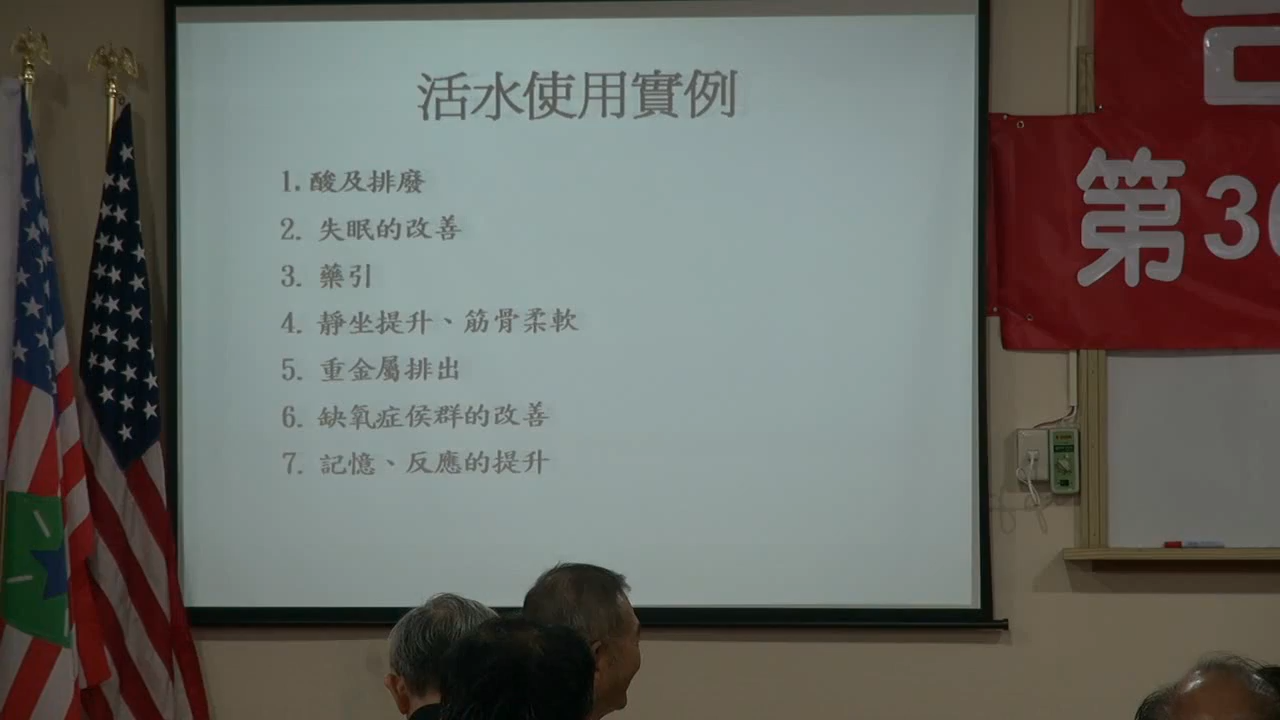 活水使用實例
1. 酸及排廢
2. 失眠的改善
3. 藥引
4. 靜坐提升、筋骨柔軟
5. 重金屬排出
6. 缺氧症侯群的改善
7. 記憶、反應的提升
第 3